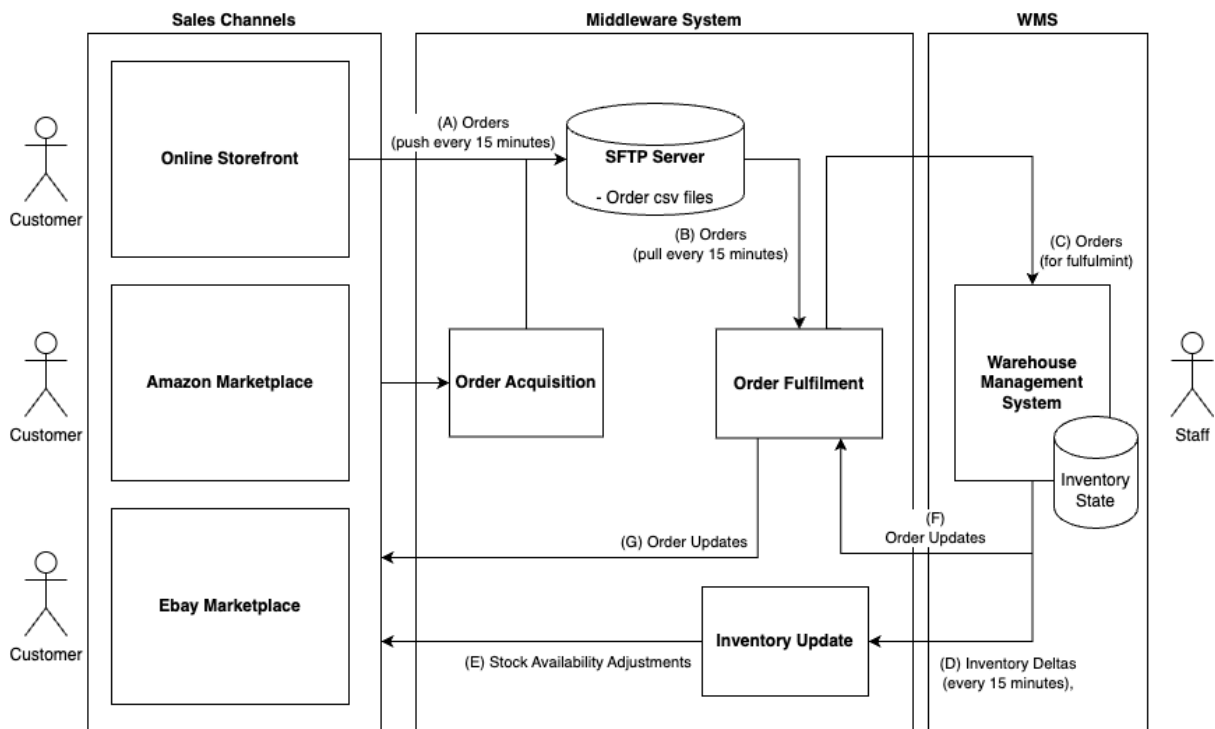 Sales Channels
Middleware System
WMS
Customer
Online Storefront
(A) Orders
(push every 15 minutes)
SFTP Server
- Order csv files
(B) Orders
(pull every 15 minutes)
(C) Orders
(for fulfulmint)
Customer
Amazon Marketplace
Order Acquisition
Order Fulfilment
Warehouse
Management
System
Inventory
State
Staff
(F)
Order Updates
(G) Order Updates
Customer
Ebay Marketplace
Inventory Update
(E) Stock Availability Adjustments
(D) Inventory Deltas
(every 15 minutes),